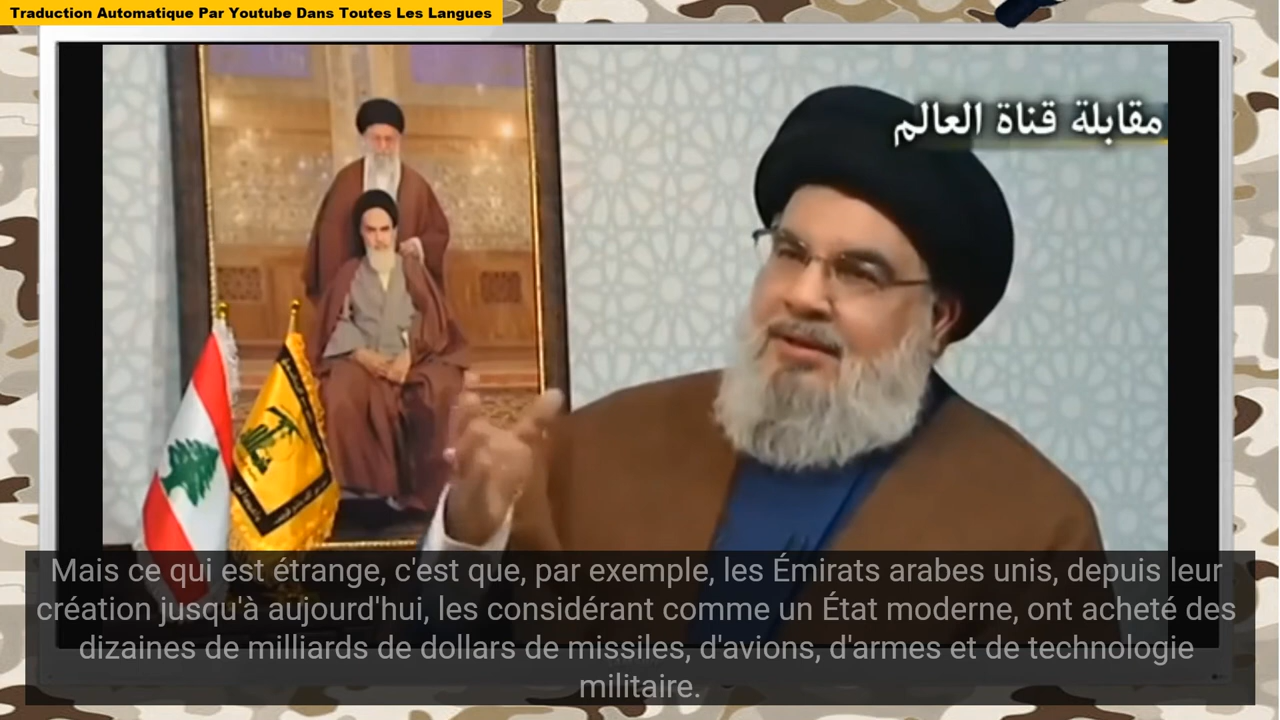 Traduction Automatique Par Youtube Dans Toutes Les Langues
مقابلة قناة العالم
Mais ce qui est étrange, c'est que, par exemple, les Émirats arabes unis, depuis leur
création jusqu'à aujourd'hui, les considérant comme un État moderne, ont acheté des
dizaines de milliards de dollars de missiles, d'avions, d'armes et de technologie
militaire.